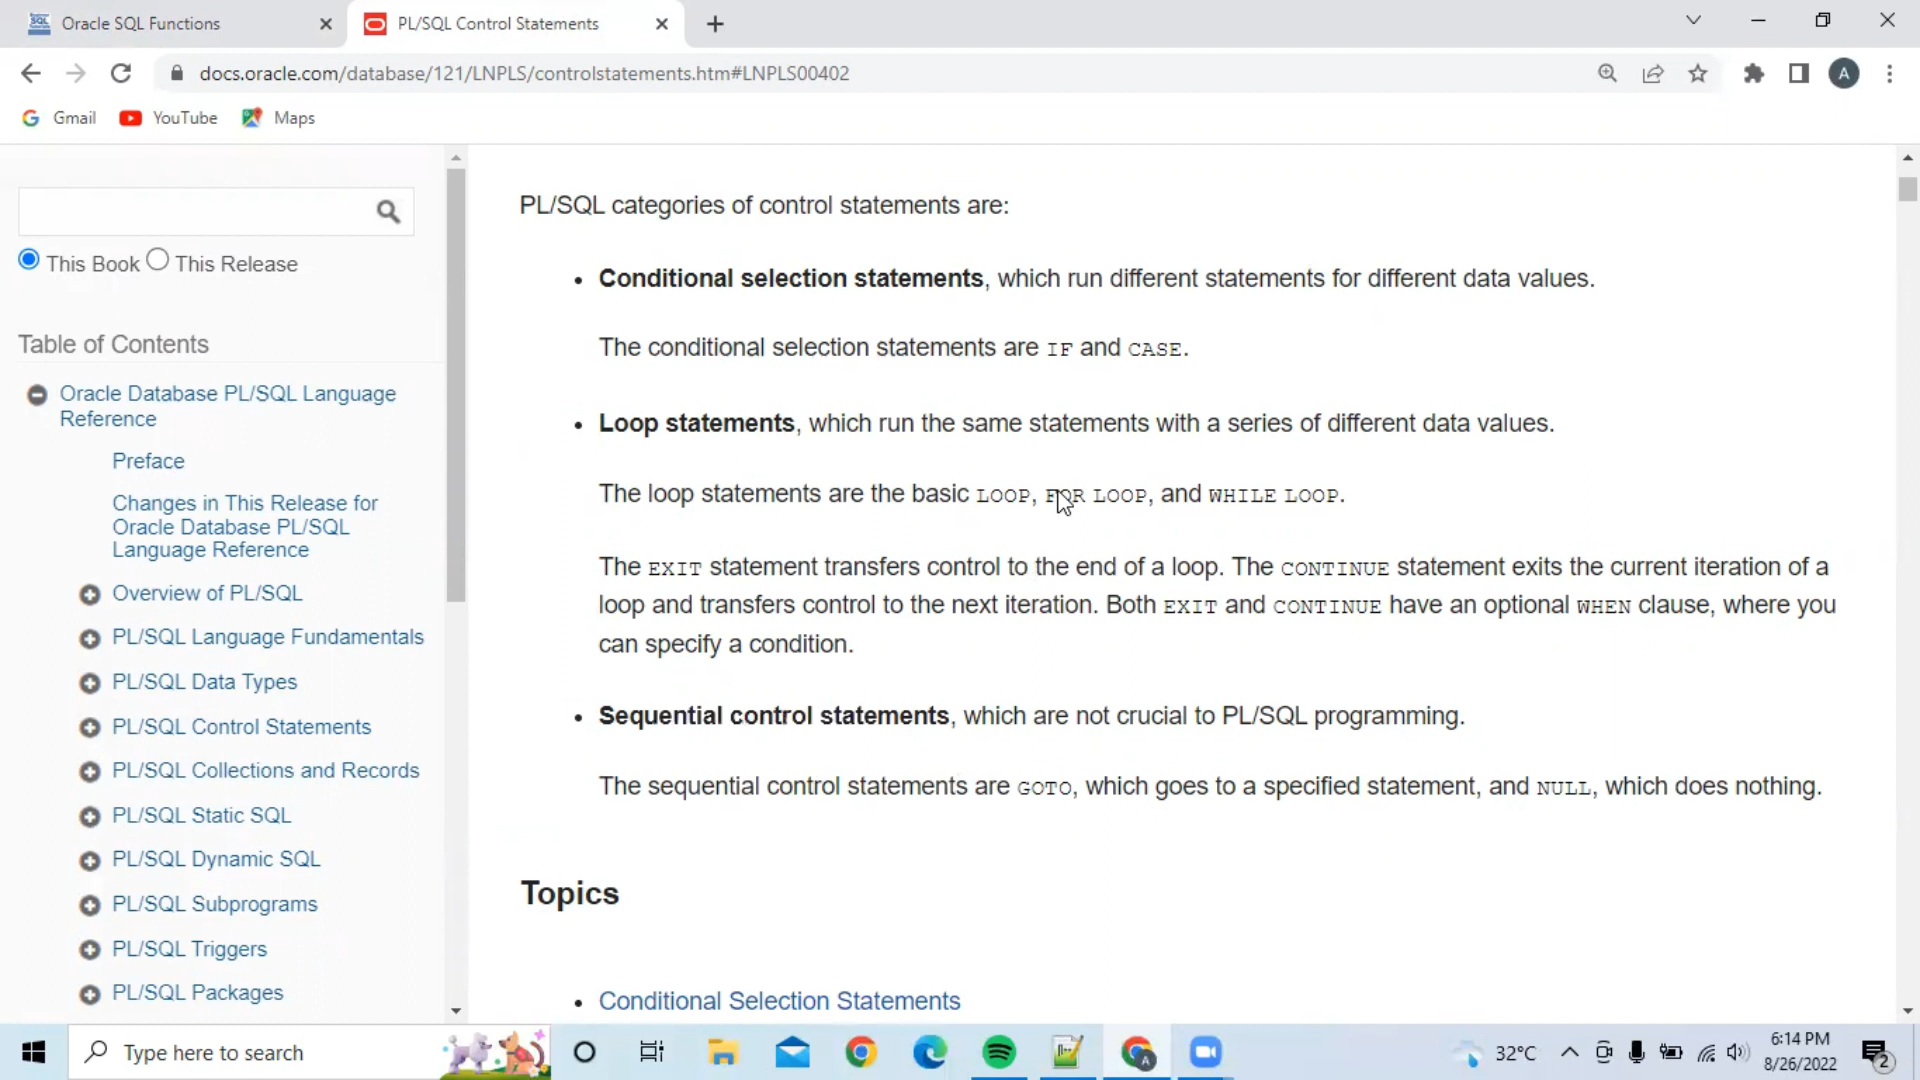 Oracle SQL Functions
PL/SQL Control Statements
docs.oracle.com/database/121/LNPLS/controlstatements.htm#LNPLS00402
A
Gmail
YouTube
Maps
This Book
This Release
Table of Contents
Oracle Database PL/SQL Language
Reference
Preface
Changes in This Release for
Oracle Database PL/SQL
Language Reference
Overview of PL/SQL
PL/SQL Language Fundamentals
PL/SQL Data Types
PL/SQL Control Statements
PL/SQL Collections and Records
PL/SQL Static SQL
PL/SQL Dynamic SQL
PL/SQL Subprograms
PL/SQL Triggers
PL/SQL Packages
PL/SQL categories of control statements are:
• Conditional selection statements, which run different statements for different data values.
The conditional selection statements are IF and CASE.
• Loop statements, which run the same statements with a series of different data values.
The loop statements are the basic LOOP, FOR LOOP, and WHILE LOOP.
The EXIT statement transfers control to the end of a loop. The CONTINUE statement exits the current iteration of a
loop and transfers control to the next iteration. Both EXIT and CONTINUE have an optional WHEN clause, where you
can specify a condition.
• Sequential control statements, which are not crucial to PL/SQL programming.
The sequential control statements are GOTO, which goes to a specified statement, and NULL, which does nothing.
Topics
• Conditional Selection Statements
Type here to search
32°C
6:14 PM
8/26/2022
2